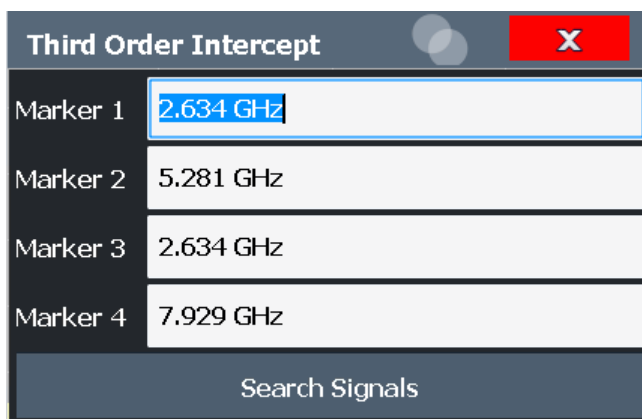 Third Order Intercept X
Marker 1 2.634 GHz
Marker 2 5.281 GHz
Marker 3 2.634 GHz
Marker 4 7.929 GHz
Search Signals